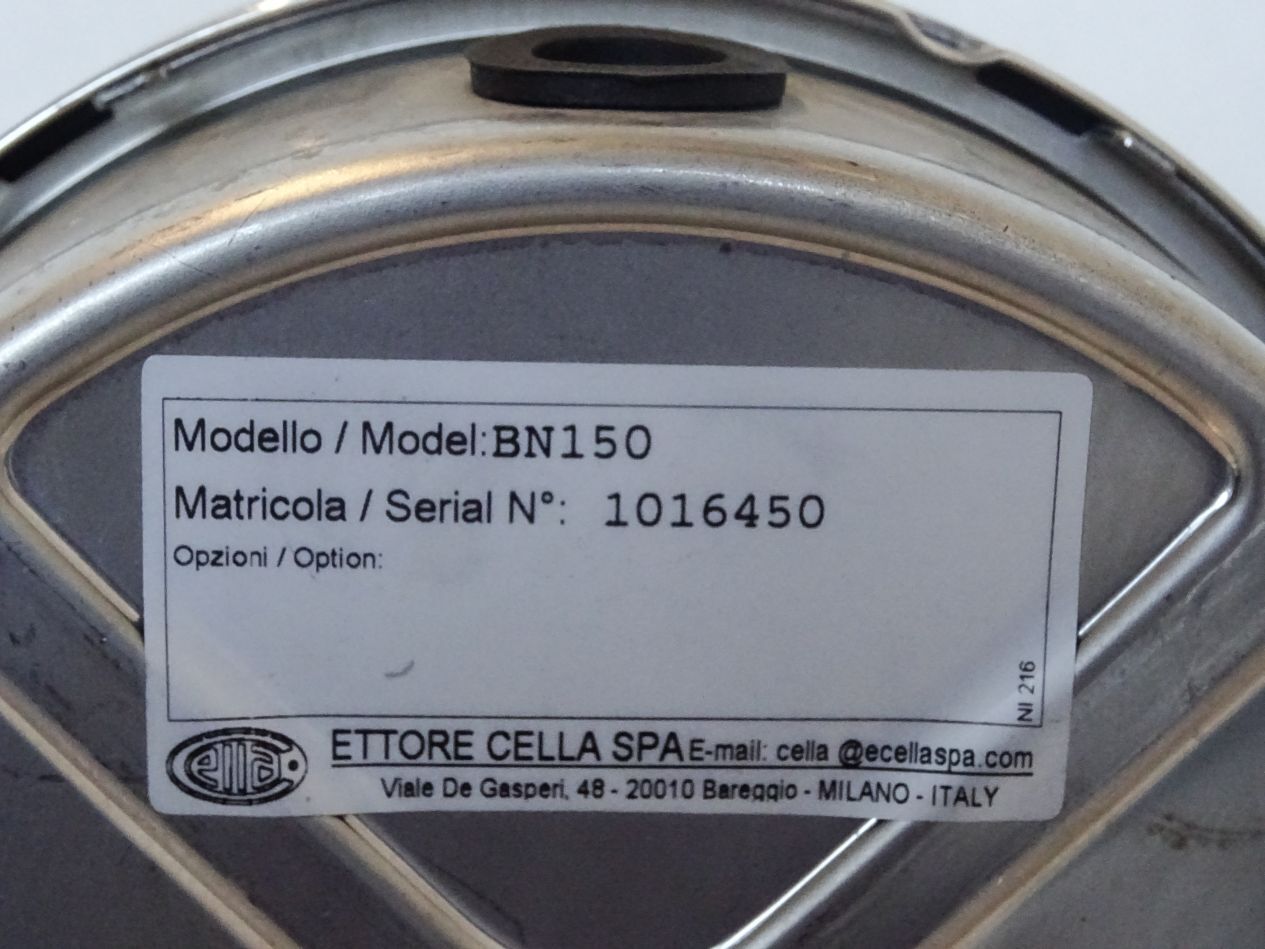 Modello / Model: BN150
Matricola / Serial N°: 1016450
Opzioni / Option:
NI 216
Cella
ETTORE CELLA SPA E-mail: cella @ecellaspa.com
Viale De Gasperi, 48 - 20010 Bareggio - MILANO - ITALY